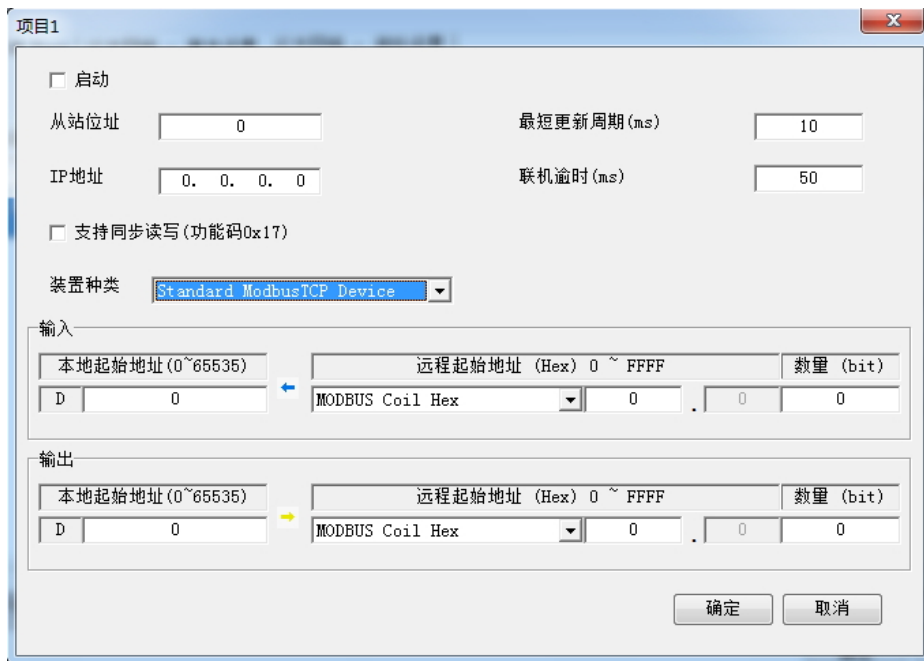 项目1
启动
从站位址 0 最短更新周期(ms) 10
IP地址 0. 0. 0. 0 联机逾时(ms) 50
支持同步读写(功能码0x17)
装置种类 Standard ModbusTCP Device
输入
本地起始地址(0~65535) 远程起始地址 (Hex) 0 ~ FFFF 数量 (bit)
D 0 MODBUS Coil Hex 0 . 0 0
输出
本地起始地址(0~65535) 远程起始地址 (Hex) 0 ~ FFFF 数量 (bit)
D 0 MODBUS Coil Hex 0 . 0 0
确定 取消